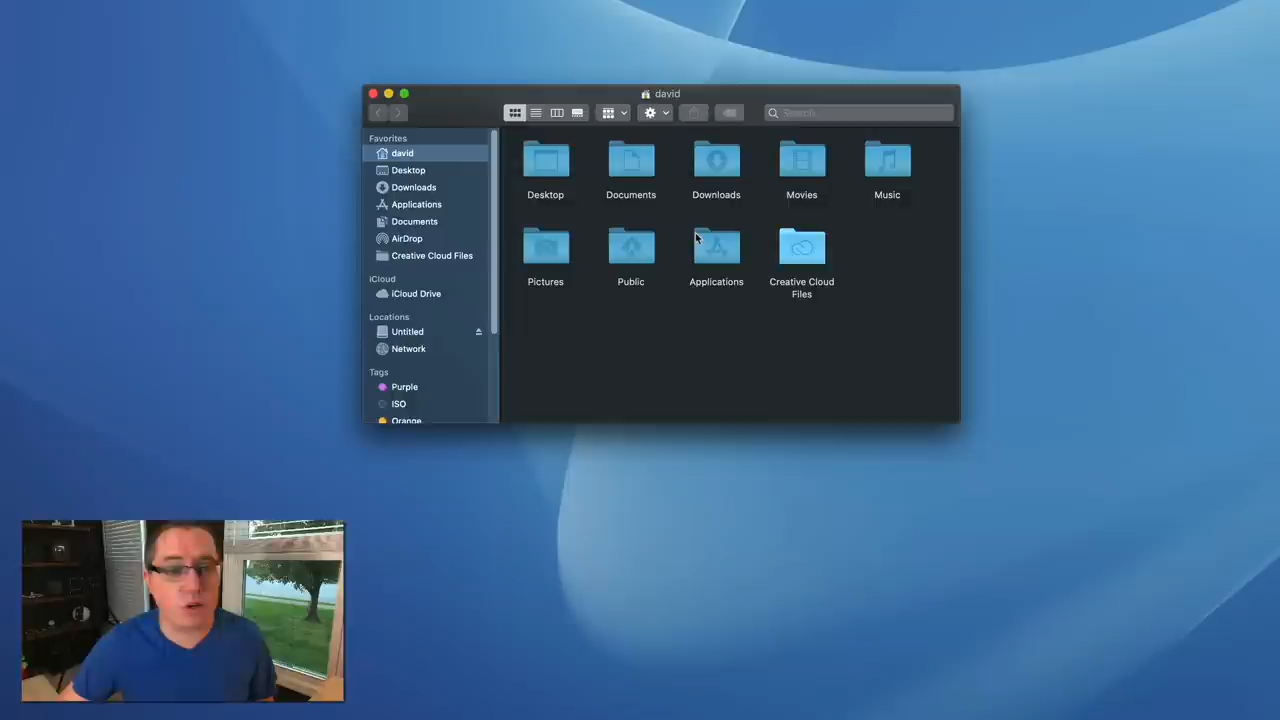 david
Search
Favorites
david
Desktop
Downloads
Applications
Documents
AirDrop
Creative Cloud Files
iCloud
iCloud Drive
Locations
Untitled
Network
Tags
Purple
ISO
Orange
Desktop
Documents
Downloads
Movies
Music
Pictures
Public
Applications
Creative Cloud
Files